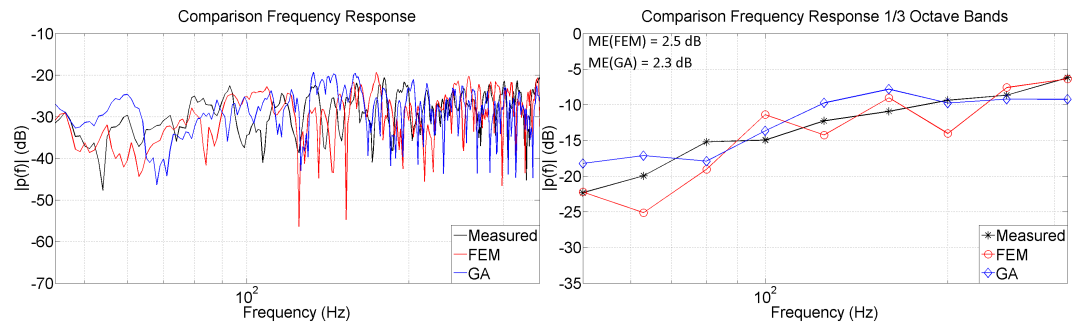 Comparison Frequency Response
-10
-20
-30
-40
-50
-60
-70
|p(f)| (dB)
10²
Frequency (Hz)
Measured
FEM
GA
Comparison Frequency Response 1/3 Octave Bands
ME(FEM) = 2.5 dB
ME(GA) = 2.3 dB
0
-5
-10
-15
-20
-25
-30
-35
|p(f)| (dB)
10²
Frequency (Hz)
Measured
FEM
GA